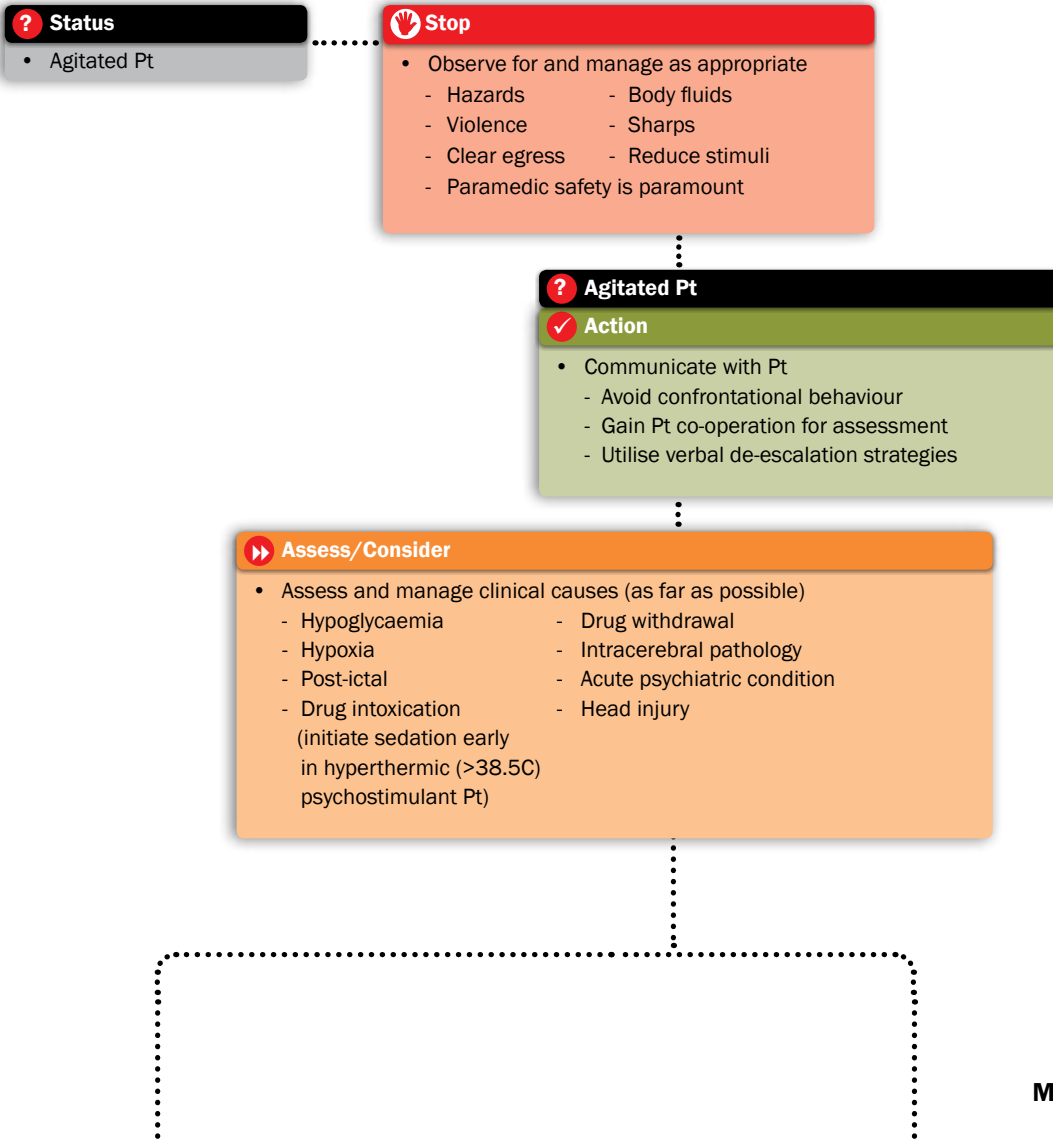 ? Status
• Agitated Pt
Stop
• Observe for and manage as appropriate
- Hazards - Body fluids
- Violence - Sharps
- Clear egress - Reduce stimuli
- Paramedic safety is paramount
? Agitated Pt
✓ Action
• Communicate with Pt
- Avoid confrontational behaviour
- Gain Pt co-operation for assessment
- Utilise verbal de-escalation strategies
Assess/Consider
• Assess and manage clinical causes (as far as possible)
- Hypoglycaemia - Drug withdrawal
- Hypoxia - Intracerebral pathology
- Post-ictal - Acute psychiatric condition
- Drug intoxication - Head injury
(initiate sedation early
in hyperthermic (>38.5C)
psychostimulant Pt)
M